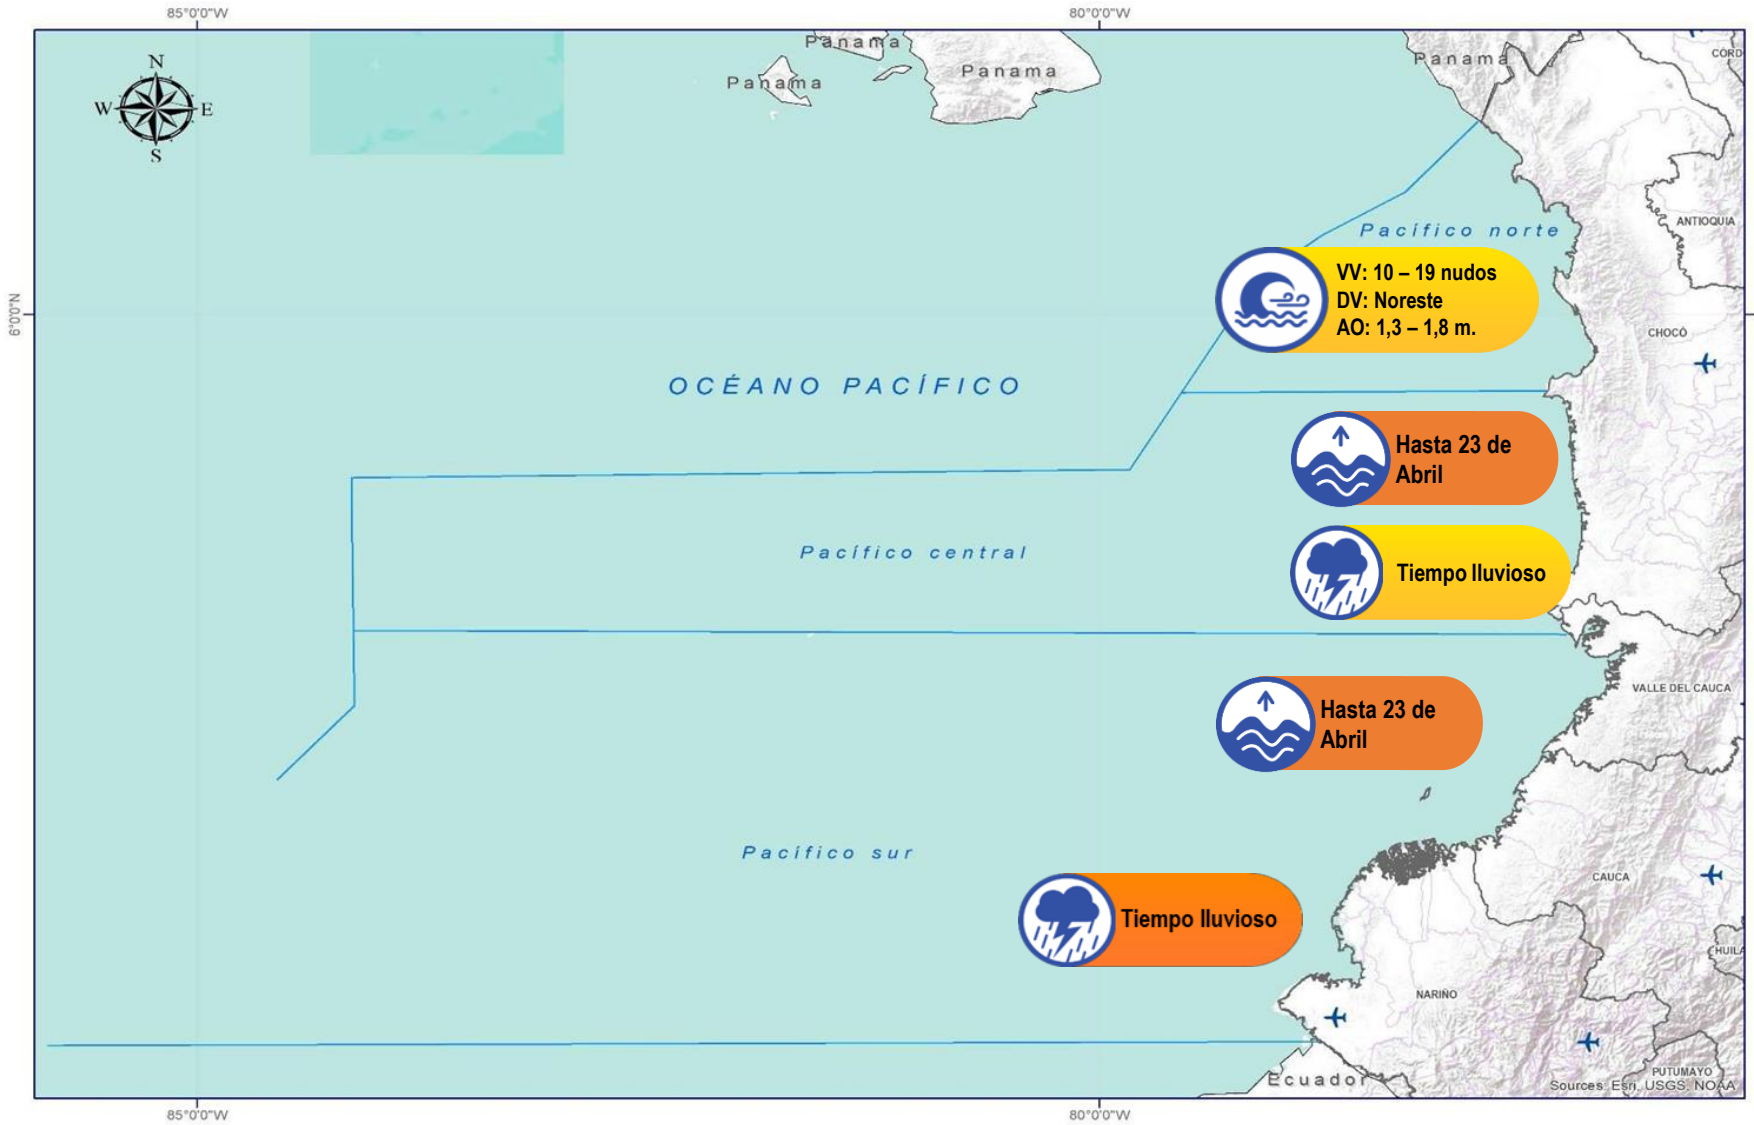 85°0'0"W
80°0'0"W
N
W
E
S
Panama
Panama
Panama
Panama
CÓRD
ANTIOQUIA
Pacífico norte
VV: 10 – 19 nudos
DV: Noreste
AO: 1,3 – 1,8 m.
6°0'0"N
CHOCÓ
OCÉANO PACÍFICO
Hasta 23 de
Abril
Pacífico central
Tiempo lluvioso
VALLE DEL CAUCA
Hasta 23 de
Abril
Pacífico sur
CAUCA
Tiempo lluvioso
HUILA
NARIÑO
PUTUMAYO
Ecuador
Sources: Esri, USGS, NOAA
85°0'0"W
80°0'0"W